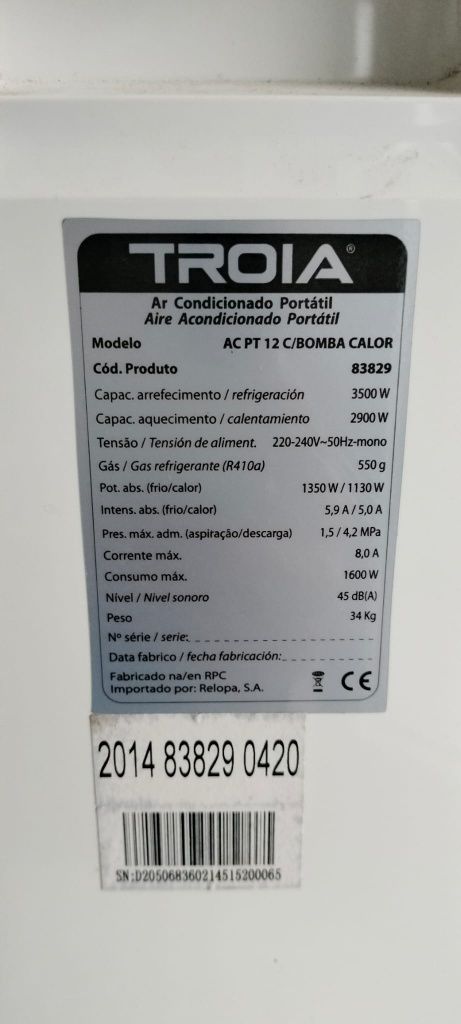 TROIA®
Ar Condicionado Portátil
Aire Acondicionado Portátil
Modelo AC PT 12 C/BOMBA CALOR
Cód. Produto 83829
Capac. arrefecimento / refrigeración 3500 W
Capac. aquecimento / calentamiento 2900 W
Tensão / Tensión de aliment. 220-240V~50Hz-mono
Gás / Gas refrigerante (R410a) 550 g
Pot. abs. (frio/calor) 1350 W / 1130 W
Intens. abs. (frio/calor) 5,9 A / 5,0 A
Pres. máx. adm. (aspiração/descarga) 1,5 / 4,2 MPa
Corrente máx. 8,0 A
Consumo máx. 1600 W
Nível / Nivel sonoro 45 dB(A)
Peso 34 Kg
Nº série / serie:
Data fabrico / fecha fabricación:
Fabricado na/en RPC
Importado por: Relopa, S.A. CE
2014 83829 0420
SN:D205068360214515200065